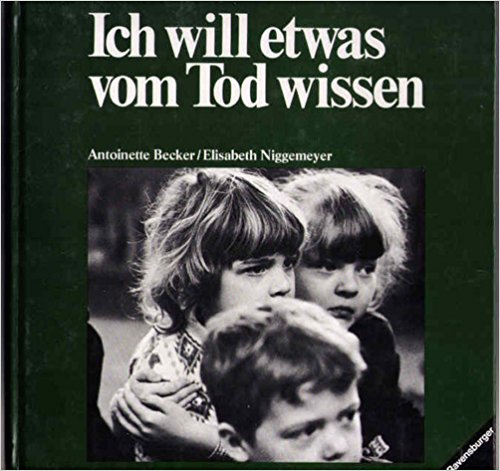 Ich will etwas
vom Tod wissen
Antoinette Becker/Elisabeth Niggemeyer
Ravensburger